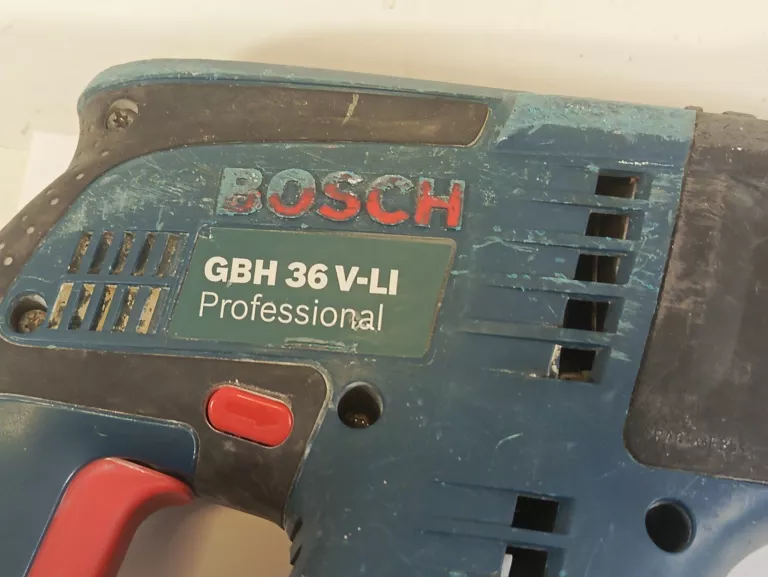 BOSCH
GBH 36 V-LI
Professional